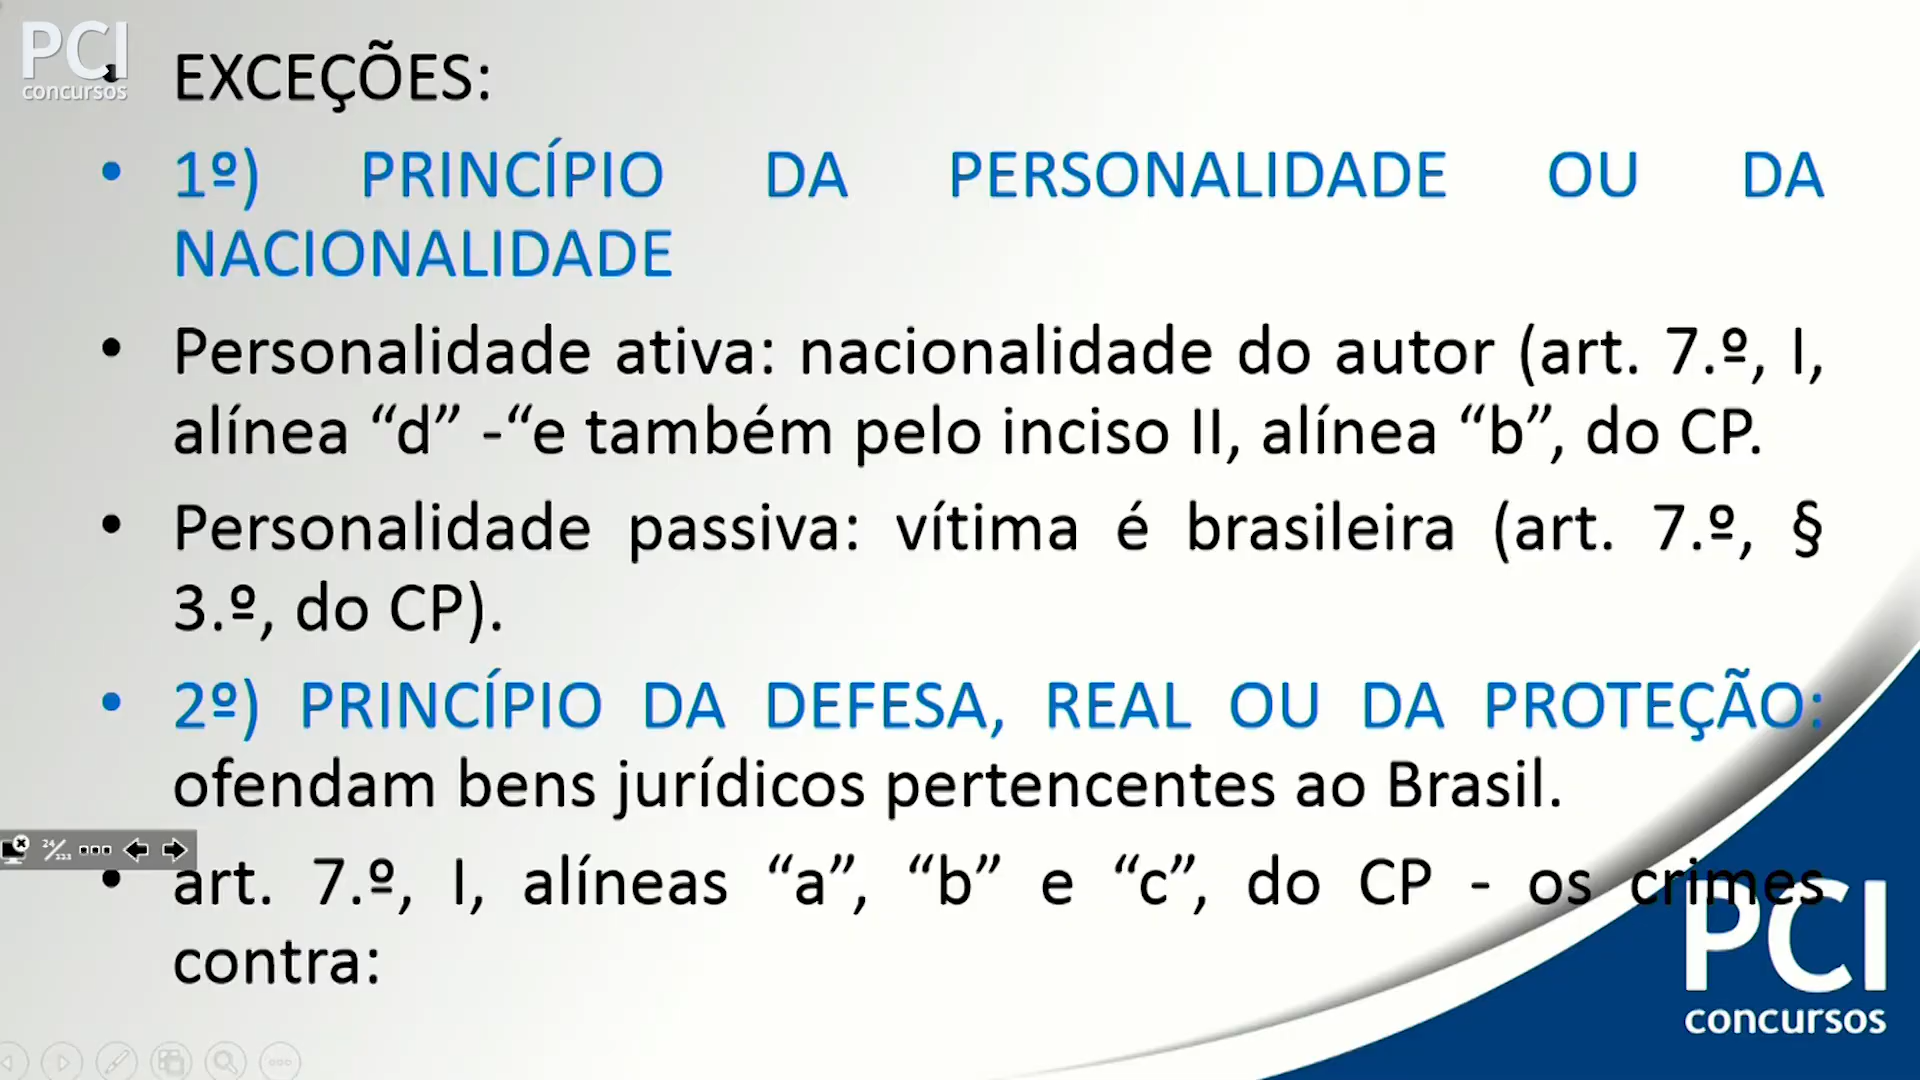 PCI
concursos
• EXCEÇÕES:
• 1º) PRINCÍPIO DA PERSONALIDADE OU DA
NACIONALIDADE
• Personalidade ativa: nacionalidade do autor (art. 7.º, I,
alínea “d” -“e também pelo inciso II, alínea “b”, do CP.
• Personalidade passiva: vítima é brasileira (art. 7.º, §
3.º, do CP).
• 2º) PRINCÍPIO DA DEFESA, REAL OU DA PROTEÇÃO:
ofendam bens jurídicos pertencentes ao Brasil.
24/223
• art. 7.º, I, alíneas “a”, “b” e “c”, do CP - os crimes
contra:
PCI
concursos